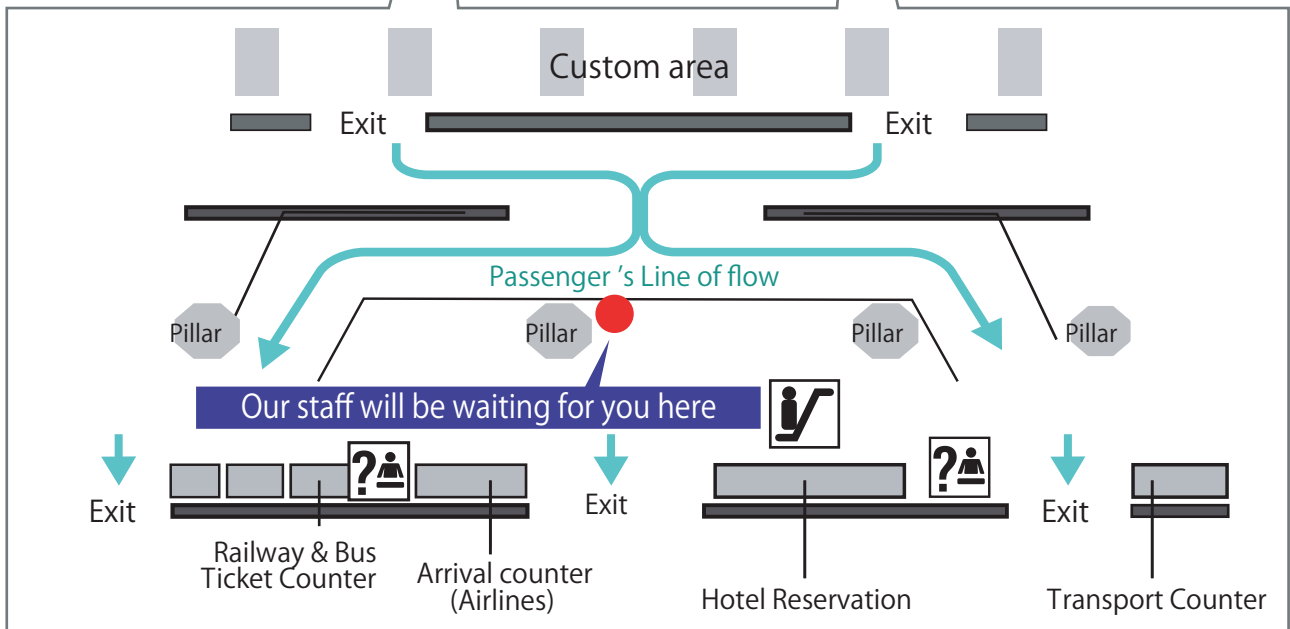 Custom area
Exit
Exit
Passenger 's Line of flow
Pillar
Pillar
Pillar
Pillar
Our staff will be waiting for you here
?
?
Exit
Exit
Exit
Railway & Bus
Ticket Counter
Arrival counter
(Airlines)
Hotel Reservation
Transport Counter